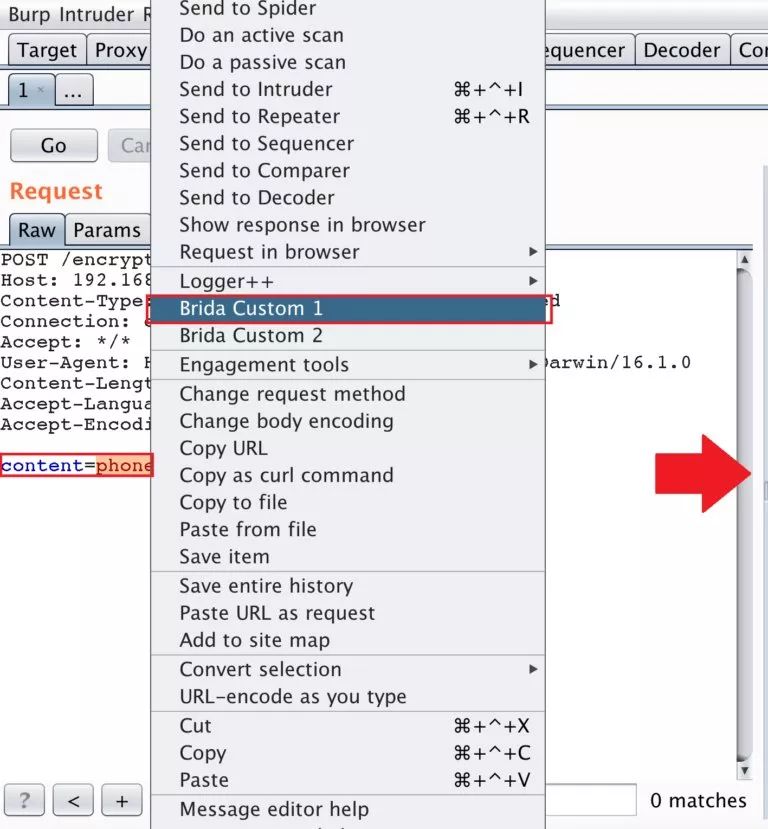 Burp Intruder R
Target Proxy equencer Decoder Co
1 × ...
Go Can
Request
Raw Params
POST /encrypt
Host: 192.168
Content-Type: d
Connection:
Accept: */*
User-Agent: Darwin/16.1.0
Content-Lengt
Accept-Langua
Accept-Encodi
content=phone
Send to Spider
Do an active scan
Do a passive scan
Send to Intruder ⌘+^+I
Send to Repeater ⌘+^+R
Send to Sequencer
Send to Comparer
Send to Decoder
Show response in browser
Request in browser
Logger++
Brida Custom 1
Brida Custom 2
Engagement tools
Change request method
Change body encoding
Copy URL
Copy as curl command
Copy to file
Paste from file
Save item
Save entire history
Paste URL as request
Add to site map
Convert selection
URL-encode as you type
Cut ⌘+^+X
Copy ⌘+^+C
Paste ⌘+^+V
Message editor help
? < + 0 matches